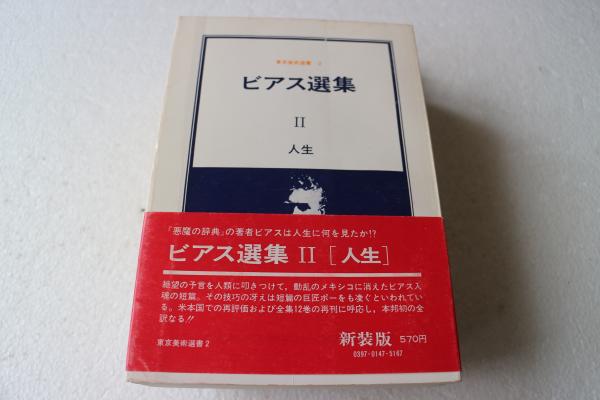 東京美術選書 2
ビアス選集
II
人生
「悪魔の辞典」の著者ビアスは人生に何を見たか!?
ビアス選集 II [人生]
絶望の予言を人類に叩きつけて，動乱のメキシコに消えたビアス入
魂の短篇。その技巧の冴えは短篇の巨匠ポーをも凌ぐといわれてい
る。米本国での再評価および全集12巻の再刊に呼応し，本邦初の全
訳なる!!
東京美術選書 2
新装版 570円
0397-0147-5167